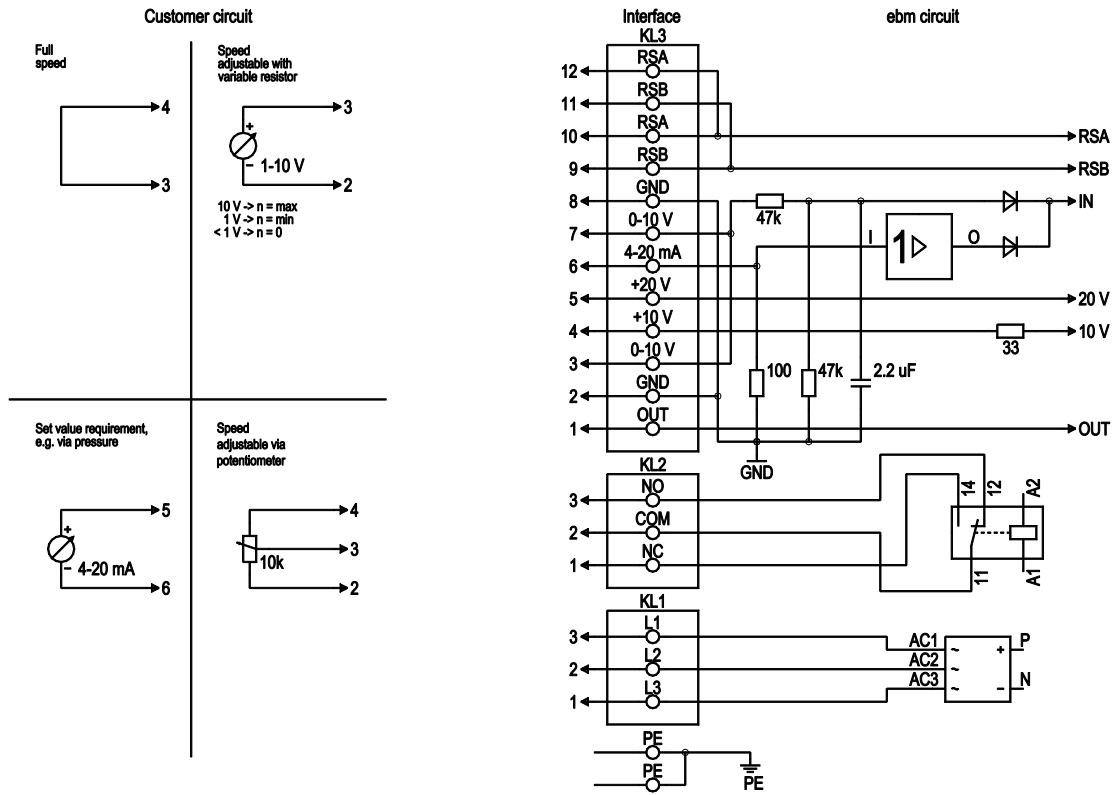 Customer circuit
Interface
ebm circuit
Full
speed
4
3
Speed
adjustable with
variable resistor
3
+
-
1-10 V
2
10 V -> n = max
1 V -> n = min
< 1 V -> n = 0
Set value requirement,
e.g. via pressure
5
+
-
4-20 mA
6
Speed
adjustable via
potentiometer
4
3
10k
2
KL3
12 RSA
11 RSB
10 RSA RSA
9 RSB RSB
8 GND IN
47k
7 0-10 V
I 1 O
6 4-20 mA
5 +20 V 20 V
4 +10 V 10 V
33
3 0-10 V
100 47k 2.2 uF
2 GND
1 OUT OUT
GND
KL2
3 NO
2 COM
1 NC
14 12 A2
11 A1
KL1
3 L1
2 L2
1 L3
AC1 ~ + P
AC2 ~
AC3 ~ - N
PE
PE
PE